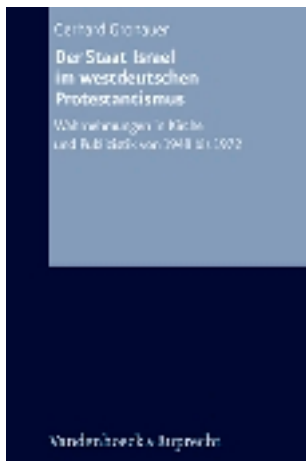 Gerhard Gronauer
Der Staat Israel
im westdeutschen
Protestantismus
Wahrnehmungen in Kirche
und Publizistik von 1948 bis 1972
Vandenhoeck & Ruprecht